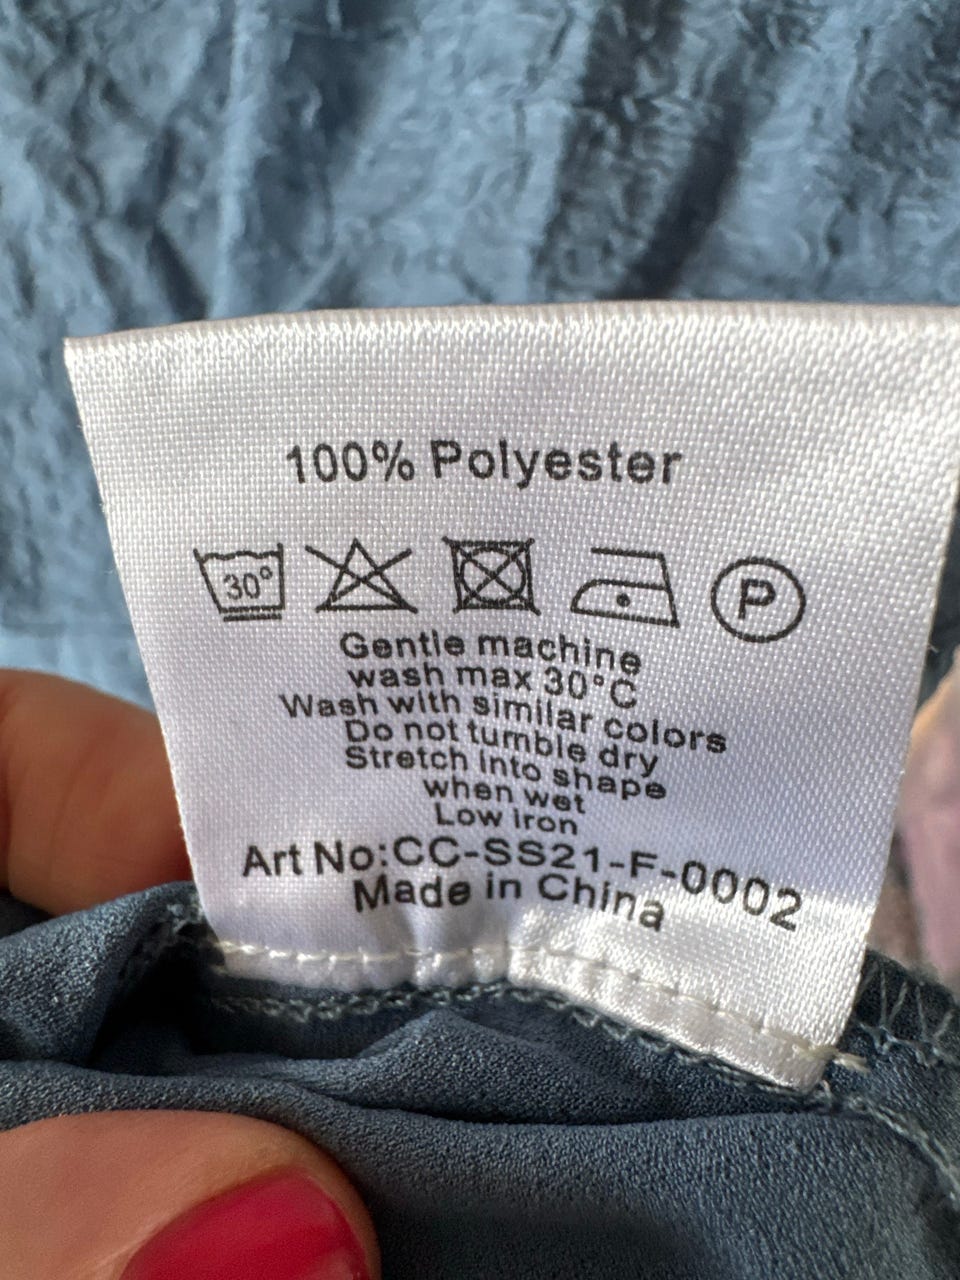 100% Polyester
30° P
Gentle machine
wash max 30°C
Wash with similar colors
Do not tumble dry
Stretch into shape
when wet
Low iron
Art No:CC-SS21-F-0002
Made in China